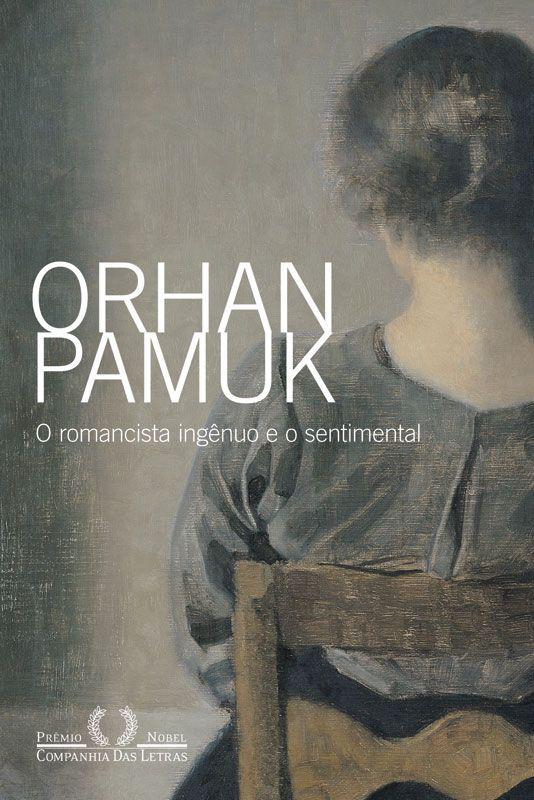 ORHAN
PAMUK
O romancista ingênuo e o sentimental
PRÊMIO NOBEL
COMPANHIA DAS LETRAS